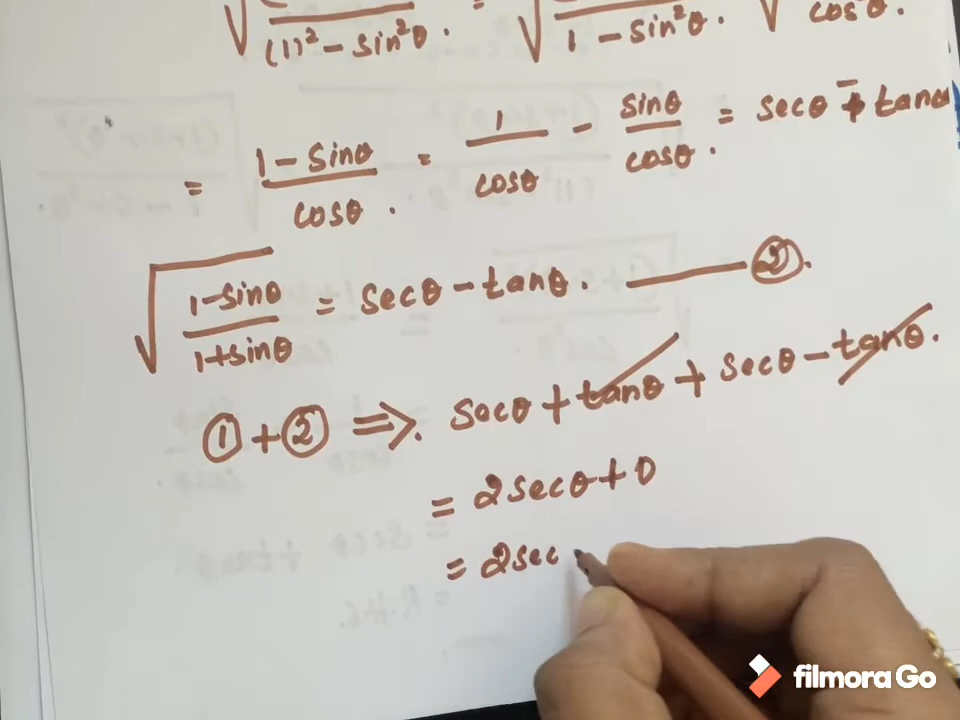 √ (1)² − sin²θ . = √ 1 − sin²θ . √ cos²θ .
= 1 − sinθ / cosθ . = 1 / cosθ − sinθ / cosθ . = secθ − tanθ
√ 1−sinθ / 1+sinθ = secθ − tanθ . —— ② .
① + ② ⇒ . secθ + tanθ + secθ − tanθ .
= 2secθ + 0
= 2sec
filmora Go